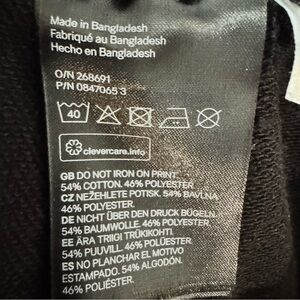 Made in Bangladesh
Fabriqué au Bangladesh
Hecho en Bangladesh
O/N 268691
P/N 0847065 3
40
clevercare.info
GB DO NOT IRON ON PRINT.
54% COTTON. 46% POLYESTER.
CZ NEŽEHLETE POTISK. 54% BAVLNA.
46% POLYESTER.
DE NICHT ÜBER DEN DRUCK BÜGELN.
54% BAUMWOLLE. 46% POLYESTER.
EE ÄRA TRIIGI TRÜKIKOHTI.
54% PUUVILL. 46% POLÜESTER.
ES NO PLANCHAR EL MOTIVO
ESTAMPADO. 54% ALGODÓN.
46% POLIÉSTER.